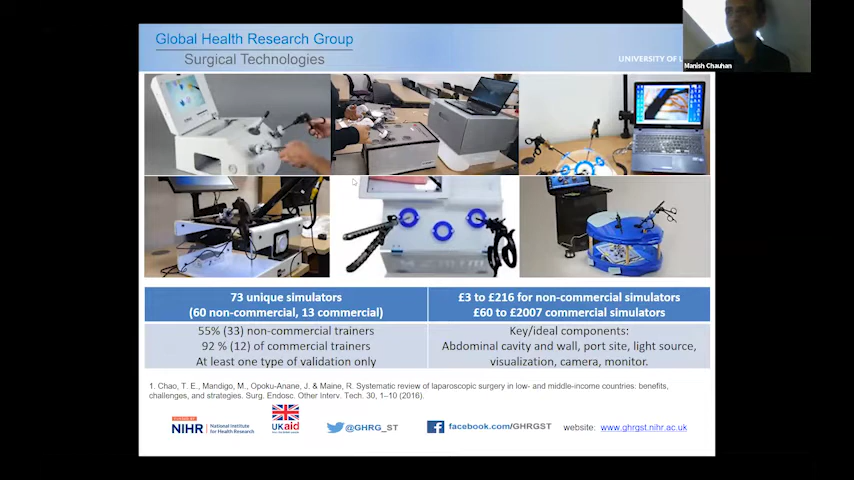 Global Health Research Group
Surgical Technologies
UNIVERSITY OF
Manish Chauhan
73 unique simulators
(60 non-commercial, 13 commercial)
£3 to £216 for non-commercial simulators
£60 to £2007 commercial simulators
55% (33) non-commercial trainers
92 % (12) of commercial trainers
At least one type of validation only
Key/ideal components:
Abdominal cavity and wall, port site, light source,
visualization, camera, monitor.
1. Chao, T. E., Mandigo, M., Opoku-Anane, J. & Maine, R. Systematic review of laparoscopic surgery in low- and middle-income countries: benefits,
challenges, and strategies. Surg. Endosc. Other Interv. Tech. 30, 1–10 (2016).
NIHR | National Institute
for Health Research
UKaid
@GHRG_ST
facebook.com/GHRGST
website: www.ghrgst.nihr.ac.uk